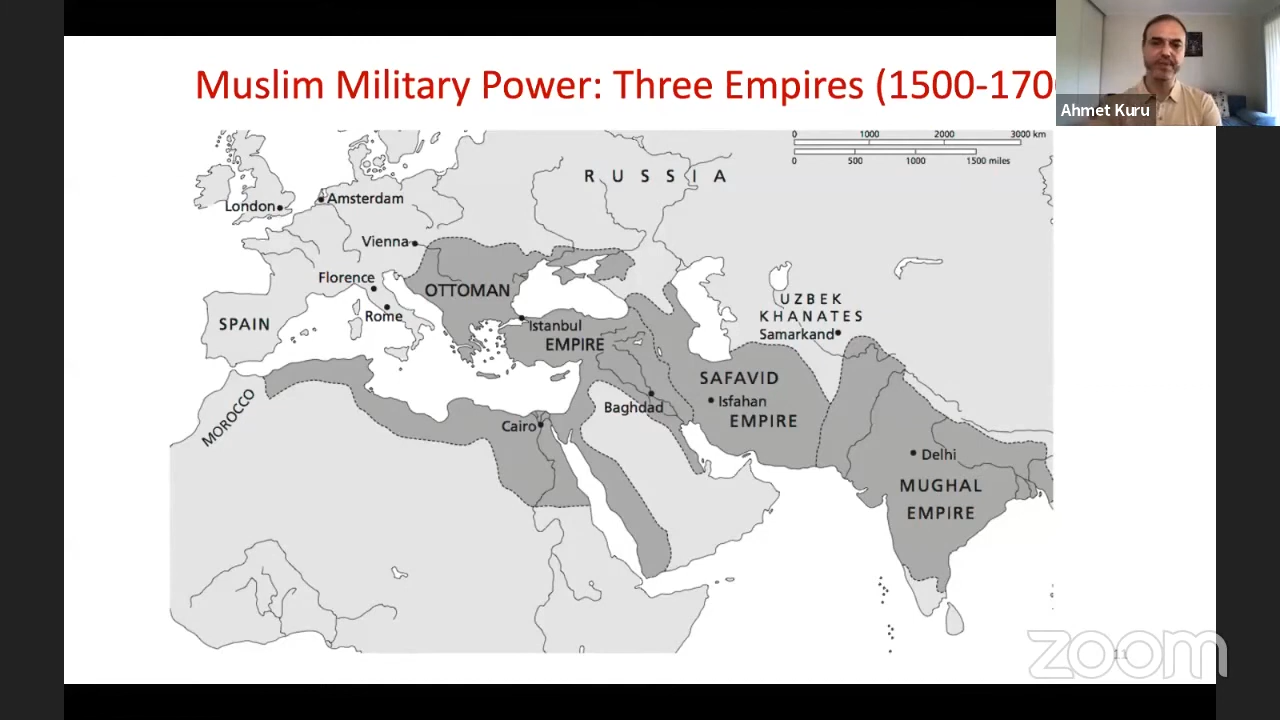 Muslim Military Power: Three Empires (1500-170
Ahmet Kuru
0 1000 2000 3000 km
0 500 1000 1500 miles
RUSSIA
London
Amsterdam
Vienna
Florence
OTTOMAN
UZBEK
KHANATES
Rome
SPAIN
Istanbul
Samarkand
EMPIRE
SAFAVID
Isfahan
Baghdad
MOROCCO
EMPIRE
Cairo
Delhi
MUGHAL
EMPIRE
zoom
11